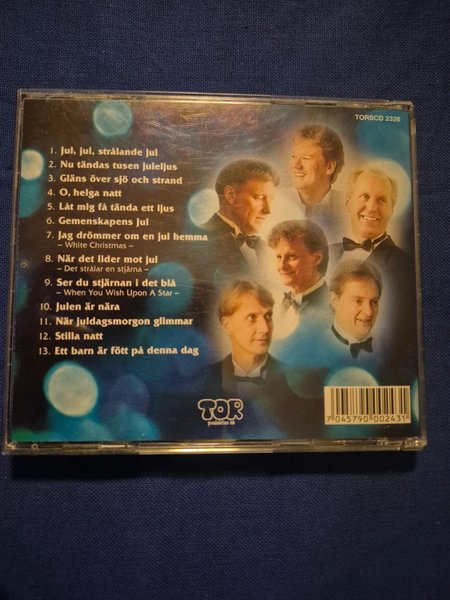 TORSCD 2326
1. Jul, jul, strålande jul
2. Nu tändas tusen juleljus
3. Gläns över sjö och strand
4. O, helga natt
5. Låt mig få tända ett ljus
6. Gemenskapens jul
7. Jag drömmer om en jul hemma
– White Christmas –
8. När det lider mot jul
– Det strålar en stjärna –
9. Ser du stjärnan i det blå
– When You Wish Upon A Star –
10. Julen är nära
11. När juldagsmorgon glimmar
12. Stilla natt
13. Ett barn är fött på denna dag
TOR
produktion AB
7 045790 002431